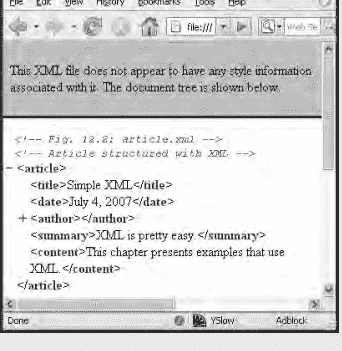 File Edit View History Bookmarks Tools Help
file:///
Web Se
This XML file does not appear to have any style information
associated with it. The document tree is shown below.
<!-- Fig. 12.2: article.xml -->
<!-- Article structured with XML -->
- <article>
<title>Simple XML</title>
<date>July 4, 2007</date>
+ <author></author>
<summary>XML is pretty easy.</summary>
<content>This chapter presents examples that use
XML.</content>
</article>
Done YSlow Adblock